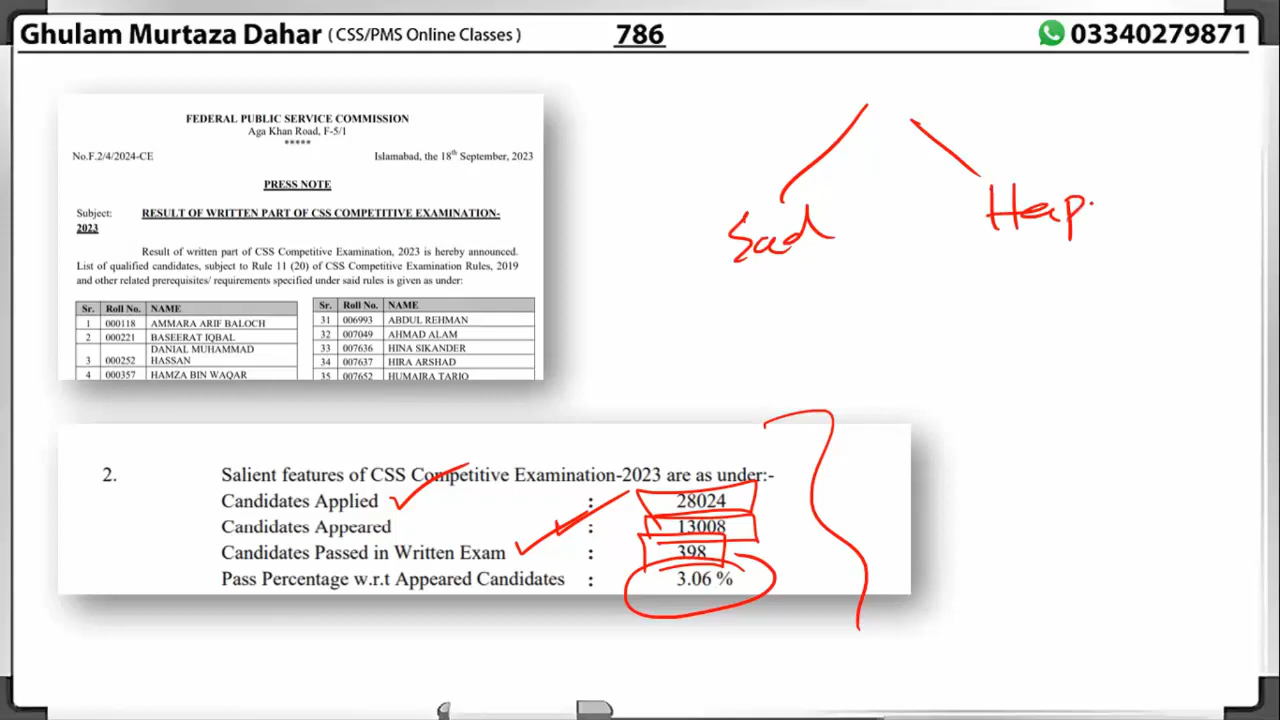 Ghulam Murtaza Dahar ( CSS/PMS Online Classes )
786
03340279871
FEDERAL PUBLIC SERVICE COMMISSION
Aga Khan Road, F-5/1
*****
No.F.2/4/2024-CE
Islamabad, the 18th September, 2023
PRESS NOTE
Subject: RESULT OF WRITTEN PART OF CSS COMPETITIVE EXAMINATION-
2023
Result of written part of CSS Competitive Examination, 2023 is hereby announced.
List of qualified candidates, subject to Rule 11 (20) of CSS Competitive Examination Rules, 2019
and other related prerequisites/ requirements specified under said rules is given as under:
Sr. Roll No. NAME
1 000118 AMMARA ARIF BALOCH
2 000221 BASEERAT IQBAL
DANIAL MUHAMMAD
3 000252 HASSAN
4 000357 HAMZA BIN WAQAR
Sr. Roll No. NAME
31 006993 ABDUL REHMAN
32 007049 AHMAD ALAM
33 007636 HINA SIKANDER
34 007637 HIRA ARSHAD
35 007652 HUMAIRA TARIQ
Sad
Hap
2. Salient features of CSS Competitive Examination-2023 are as under:-
Candidates Applied : 28024
Candidates Appeared : 13008
Candidates Passed in Written Exam : 398
Pass Percentage w.r.t Appeared Candidates : 3.06 %